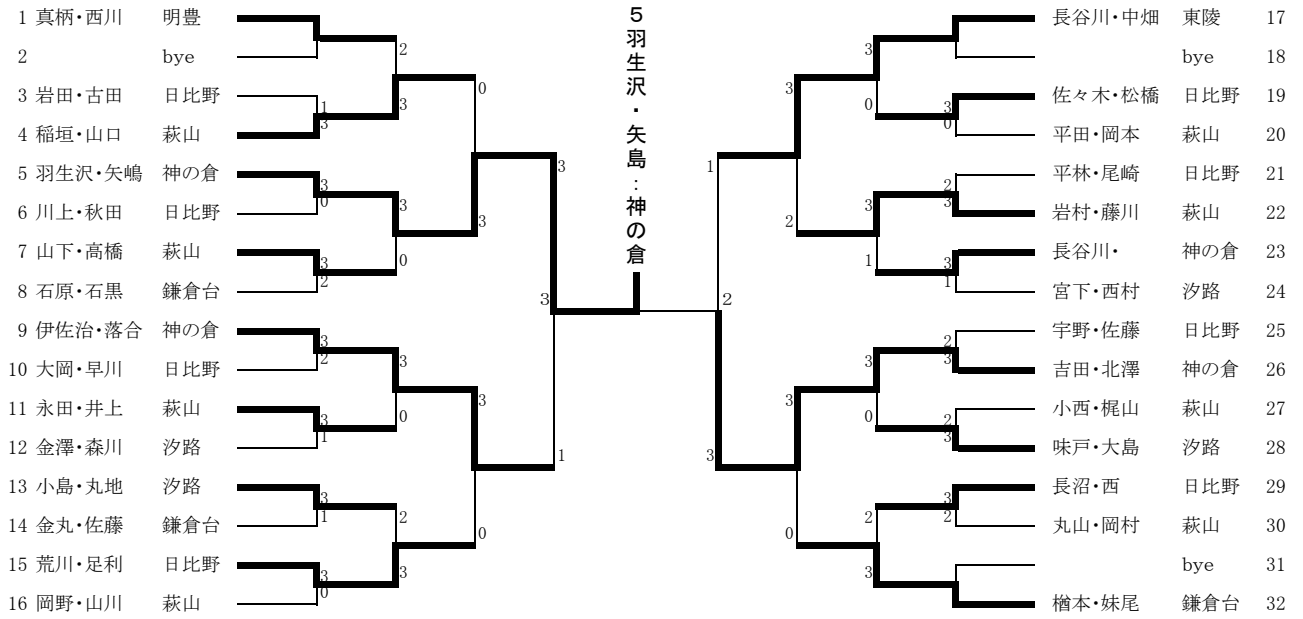 1 真柄・西川 明豊
2 bye
3 岩田・古田 日比野
4 稲垣・山口 萩山
5 羽生沢・矢嶋 神の倉
6 川上・秋田 日比野
7 山下・高橋 萩山
8 石原・石黒 鎌倉台
9 伊佐治・落合 神の倉
10 大岡・早川 日比野
11 永田・井上 萩山
12 金澤・森川 汐路
13 小島・丸地 汐路
14 金丸・佐藤 鎌倉台
15 荒川・足利 日比野
16 岡野・山川 萩山
1
3
3
0
3
2
3
2
3
1
3
1
3
0
2
3
3
0
3
0
2
3
0
3
3
0
3
1
3
5羽生沢・矢島：神の倉
2
1
3
3
2
3
0
3
0
3
1
3
0
2
3
3
0
2
3
3
1
2
3
2
3
3
2
長谷川・中畑 東陵 17
bye 18
佐々木・松橋 日比野 19
平田・岡本 萩山 20
平林・尾崎 日比野 21
岩村・藤川 萩山 22
長谷川・ 神の倉 23
宮下・西村 汐路 24
宇野・佐藤 日比野 25
吉田・北澤 神の倉 26
小西・梶山 萩山 27
味戸・大島 汐路 28
長沼・西 日比野 29
丸山・岡村 萩山 30
bye 31
楢本・妹尾 鎌倉台 32